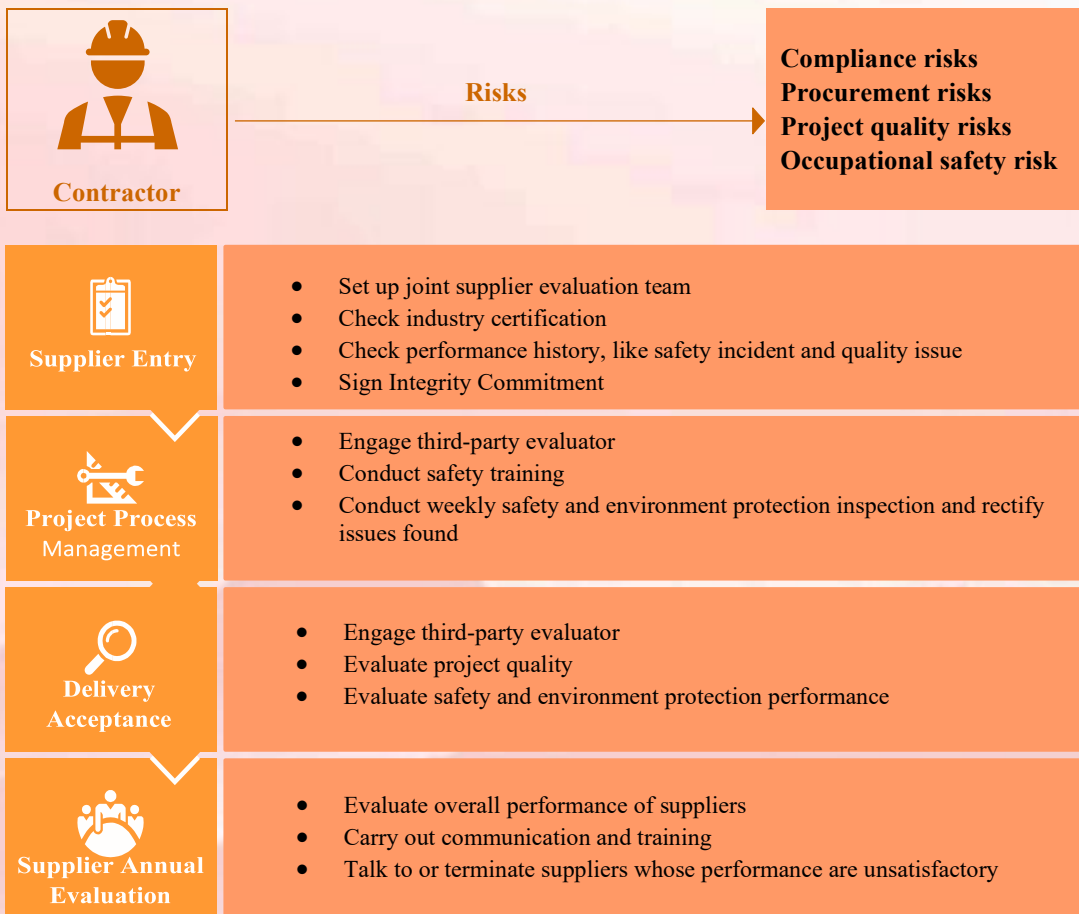 Contractor
Risks
Compliance risks
Procurement risks
Project quality risks
Occupational safety risk
Supplier Entry
● Set up joint supplier evaluation team
● Check industry certification
● Check performance history, like safety incident and quality issue
● Sign Integrity Commitment
Project Process
Management
● Engage third-party evaluator
● Conduct safety training
● Conduct weekly safety and environment protection inspection and rectify
issues found
Delivery
Acceptance
● Engage third-party evaluator
● Evaluate project quality
● Evaluate safety and environment protection performance
Supplier Annual
Evaluation
● Evaluate overall performance of suppliers
● Carry out communication and training
● Talk to or terminate suppliers whose performance are unsatisfactory